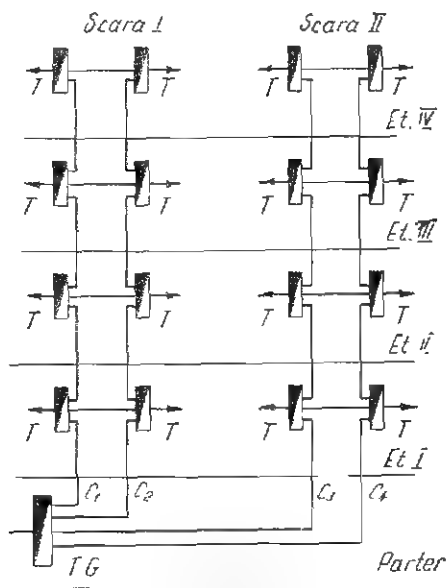 Scara I Scara II
T T T T
Et. IV
T T T T
Et. III
T T T T
Et II
T T T T
Et I
C1 C2 C3 C4
TG
Parter